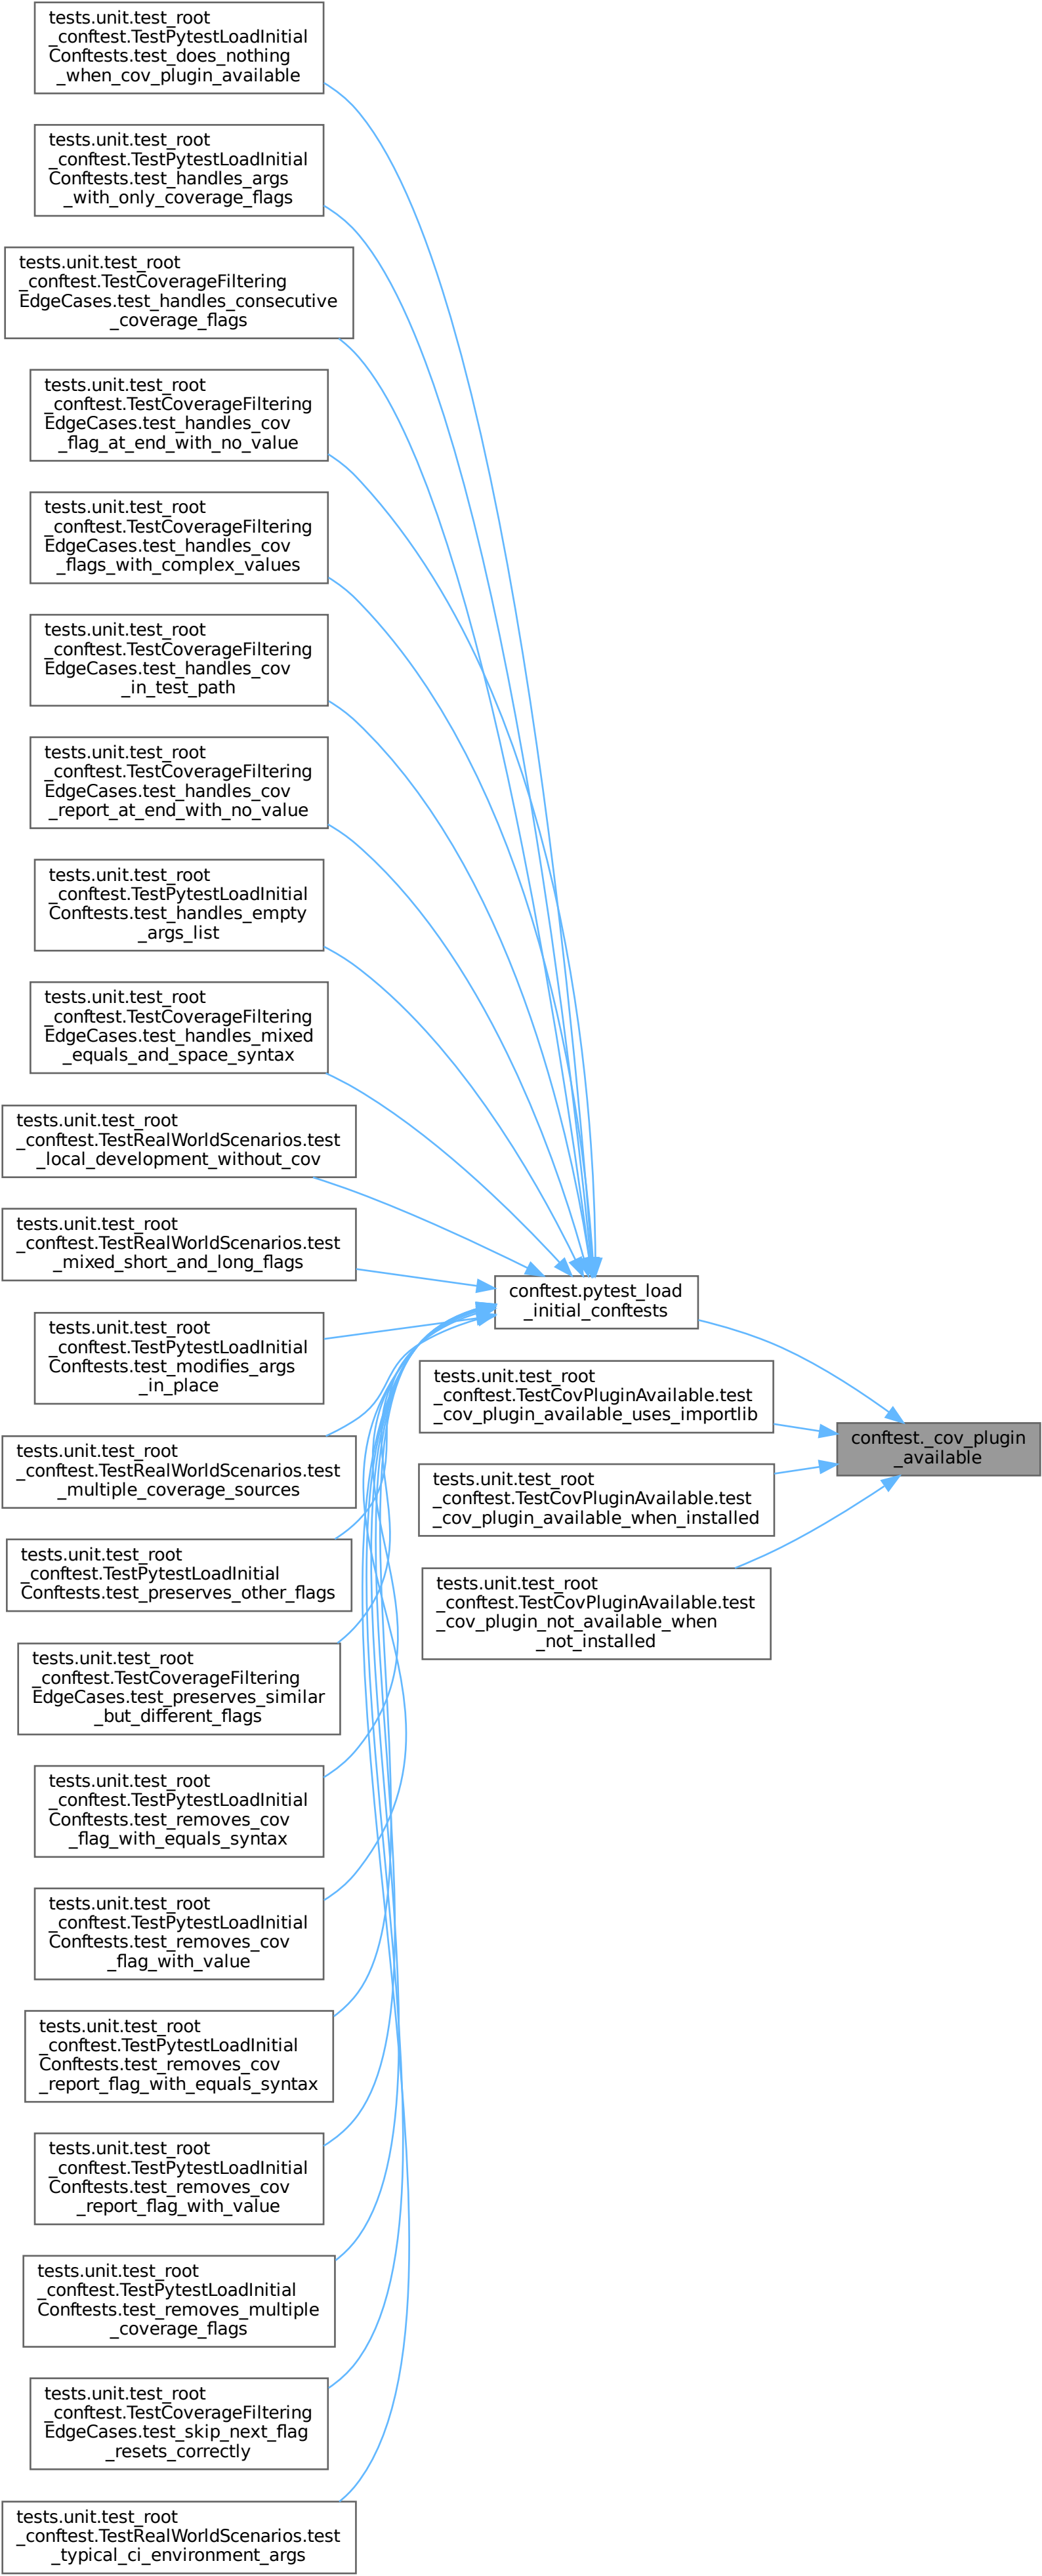 tests.unit.test_root
_conftest.TestPytestLoadInitial
Conftests.test_does_nothing
_when_cov_plugin_available
tests.unit.test_root
_conftest.TestPytestLoadInitial
Conftests.test_handles_args
_with_only_coverage_flags
tests.unit.test_root
_conftest.TestCoverageFiltering
EdgeCases.test_handles_consecutive
_coverage_flags
tests.unit.test_root
_conftest.TestCoverageFiltering
EdgeCases.test_handles_cov
_flag_at_end_with_no_value
tests.unit.test_root
_conftest.TestCoverageFiltering
EdgeCases.test_handles_cov
_flags_with_complex_values
tests.unit.test_root
_conftest.TestCoverageFiltering
EdgeCases.test_handles_cov
_in_test_path
tests.unit.test_root
_conftest.TestCoverageFiltering
EdgeCases.test_handles_cov
_report_at_end_with_no_value
tests.unit.test_root
_conftest.TestPytestLoadInitial
Conftests.test_handles_empty
_args_list
tests.unit.test_root
_conftest.TestCoverageFiltering
EdgeCases.test_handles_mixed
_equals_and_space_syntax
tests.unit.test_root
_conftest.TestRealWorldScenarios.test
_local_development_without_cov
tests.unit.test_root
_conftest.TestRealWorldScenarios.test
_mixed_short_and_long_flags
tests.unit.test_root
_conftest.TestPytestLoadInitial
Conftests.test_modifies_args
_in_place
tests.unit.test_root
_conftest.TestRealWorldScenarios.test
_multiple_coverage_sources
tests.unit.test_root
_conftest.TestPytestLoadInitial
Conftests.test_preserves_other_flags
tests.unit.test_root
_conftest.TestCoverageFiltering
EdgeCases.test_preserves_similar
_but_different_flags
tests.unit.test_root
_conftest.TestPytestLoadInitial
Conftests.test_removes_cov
_flag_with_equals_syntax
tests.unit.test_root
_conftest.TestPytestLoadInitial
Conftests.test_removes_cov
_flag_with_value
tests.unit.test_root
_conftest.TestPytestLoadInitial
Conftests.test_removes_cov
_report_flag_with_equals_syntax
tests.unit.test_root
_conftest.TestPytestLoadInitial
Conftests.test_removes_cov
_report_flag_with_value
tests.unit.test_root
_conftest.TestPytestLoadInitial
Conftests.test_removes_multiple
_coverage_flags
tests.unit.test_root
_conftest.TestCoverageFiltering
EdgeCases.test_skip_next_flag
_resets_correctly
tests.unit.test_root
_conftest.TestRealWorldScenarios.test
_typical_ci_environment_args
conftest.pytest_load
_initial_conftests
tests.unit.test_root
_conftest.TestCovPluginAvailable.test
_cov_plugin_available_uses_importlib
tests.unit.test_root
_conftest.TestCovPluginAvailable.test
_cov_plugin_available_when_installed
tests.unit.test_root
_conftest.TestCovPluginAvailable.test
_cov_plugin_not_available_when
_not_installed
conftest._cov_plugin
_available